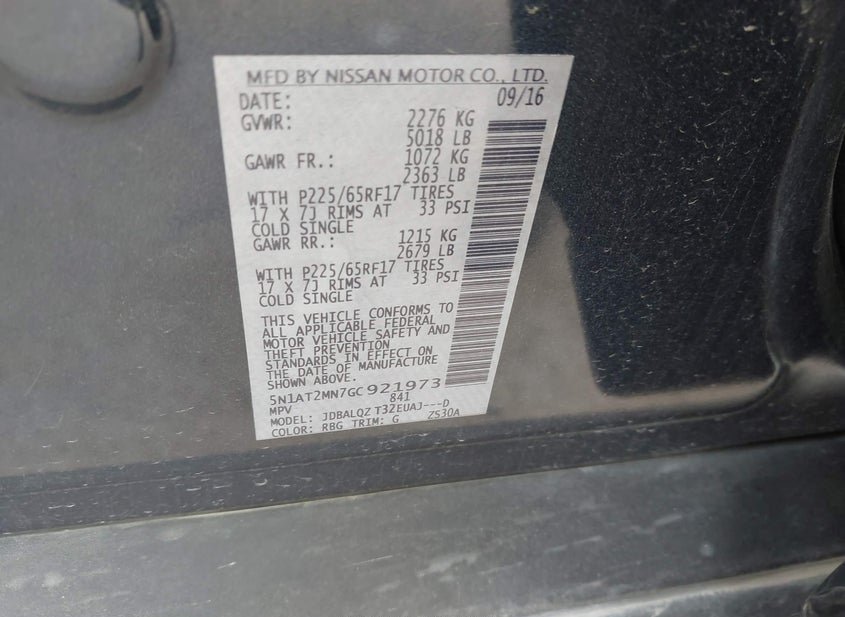 MFD BY NISSAN MOTOR CO., LTD.
DATE: 09/16
GVWR: 2276 KG
5018 LB
GAWR FR.: 1072 KG
2363 LB
WITH P225/65RF17 TIRES
17 X 7J RIMS AT 33 PSI
COLD SINGLE
GAWR RR.: 1215 KG
2679 LB
WITH P225/65RF17 TIRES
17 X 7J RIMS AT 33 PSI
COLD SINGLE
THIS VEHICLE CONFORMS TO
ALL APPLICABLE FEDERAL
MOTOR VEHICLE SAFETY AND
THEFT PREVENTION
STANDARDS IN EFFECT ON
THE DATE OF MANUFACTURE
SHOWN ABOVE.
5N1AT2MN7GC921973
MPV 841
MODEL: JDBALQZ T32EUAJ---D
COLOR: RBG TRIM: G ZS30A